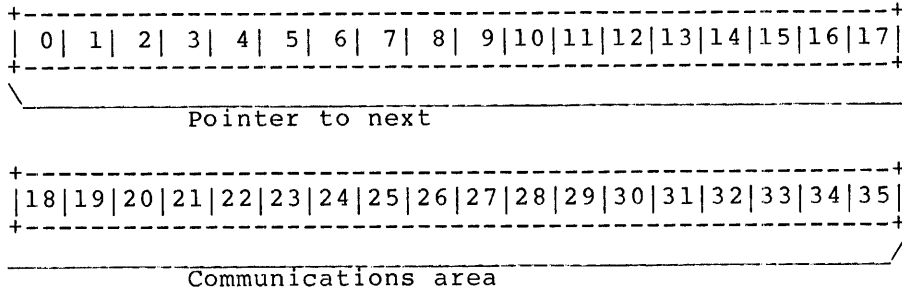 +-----------------------------------------------------+
| 0| 1| 2| 3| 4| 5| 6| 7| 8| 9|10|11|12|13|14|15|16|17|
+-----------------------------------------------------+
\______________________________________________________
Pointer to next
+-----------------------------------------------------+
|18|19|20|21|22|23|24|25|26|27|28|29|30|31|32|33|34|35|
+-----------------------------------------------------+
______________________________________________________/
Communications area